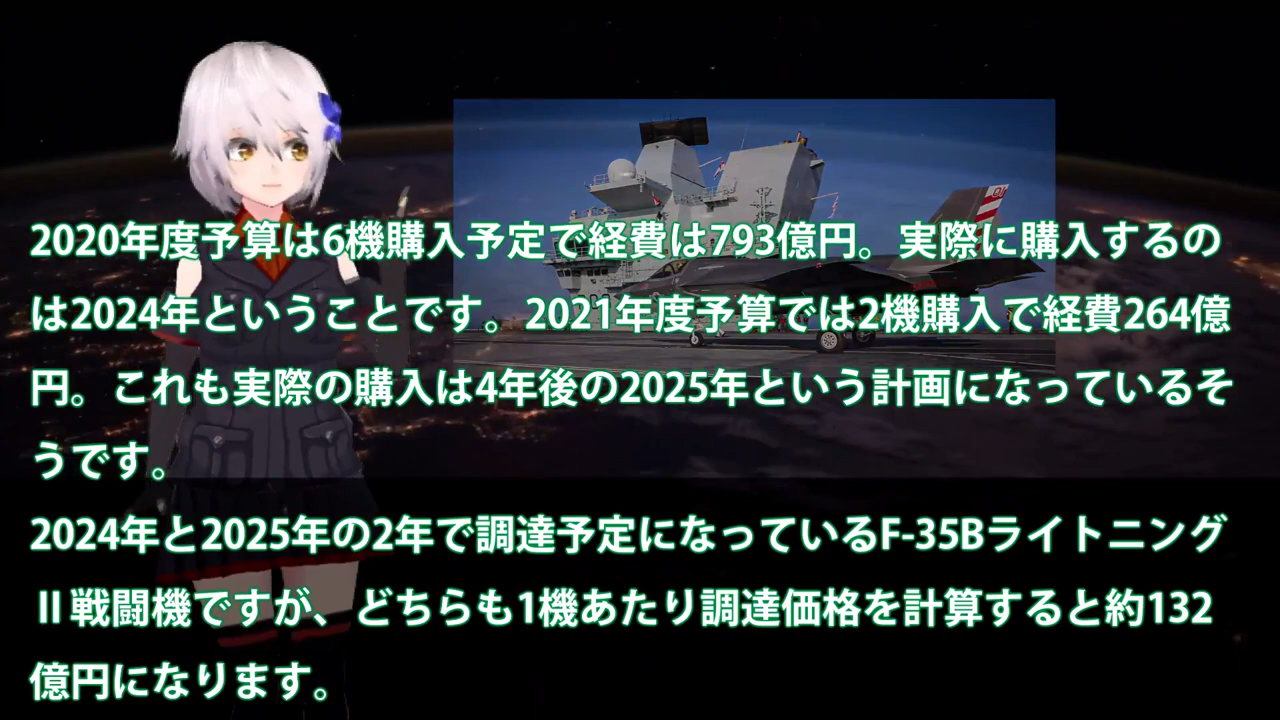 2020年度予算は6機購入予定で経費は793億円。実際に購入するの
は2024年ということです。2021年度予算では2機購入で経費264億
円。これも実際の購入は4年後の2025年という計画になっているそ
うです。
2024年と2025年の2年で調達予定になっているF-35Bライトニング
Ⅱ戦闘機ですが、どちらも1機あたり調達価格を計算すると約132
億円になります。